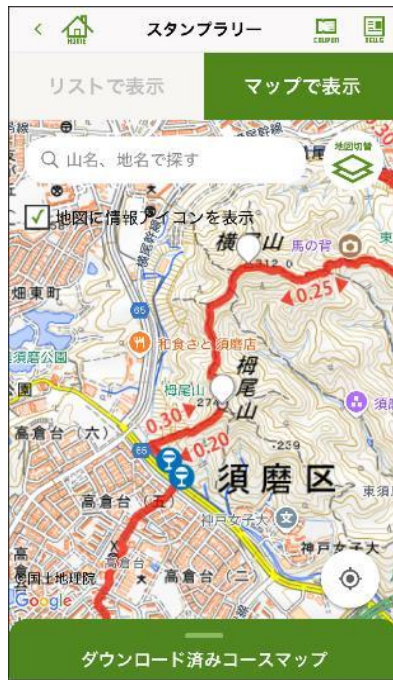 スタンプラリー
HOME
COUPON
リストで表示
マップで表示
山名、地名で探す
地図切替
地図に情報アイコンを表示
横尾山
312.0
馬の背
0.30
0.25
畑東町
65
和食さと 須磨店
須磨公園
栂尾山
栂尾山
274
0.30
0.20
高倉台(六)
65
239
須磨区
高倉台(五)
神戸女子大
神戸女子大
高倉台(二)
©国土地理院
Google
ダウンロード済みコースマップ